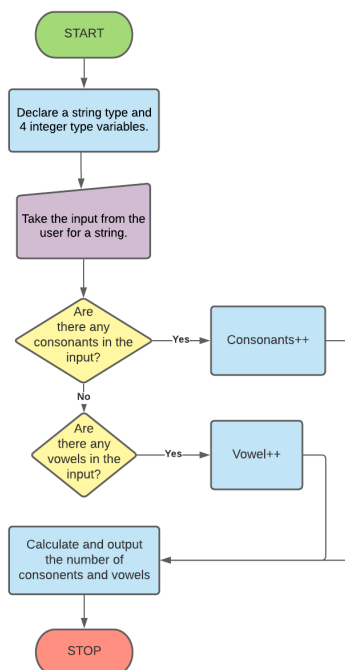 START
Declare a string type and
4 integer type variables.
Take the input from the
user for a string.
Are
there any
consonants in the
input?
Yes
Consonants++
No
Are
there any
vowels in the
input?
Yes
Vowel++
Calculate and output
the number of
consonents and vowels
STOP